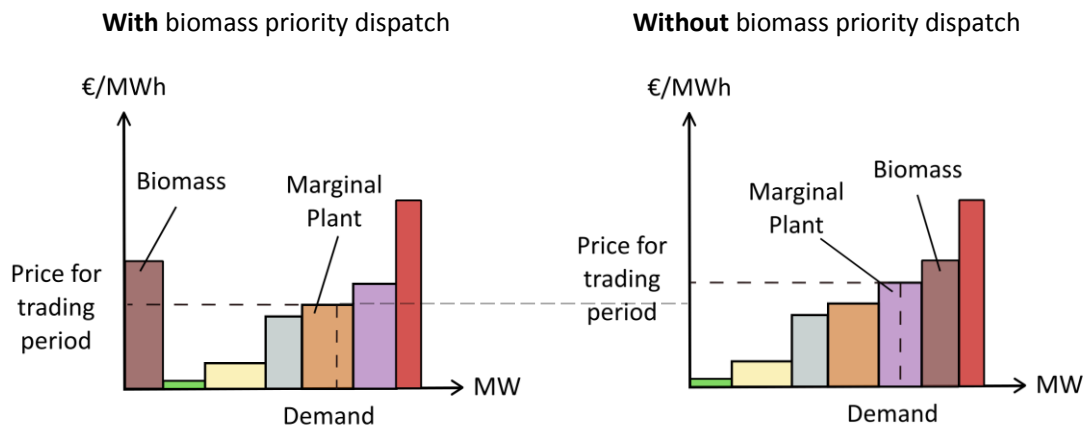 With biomass priority dispatch
€/MWh
Biomass
Marginal
Plant
Price for
trading
period
MW
Demand
Without biomass priority dispatch
€/MWh
Biomass
Marginal
Plant
Price for
trading
period
MW
Demand